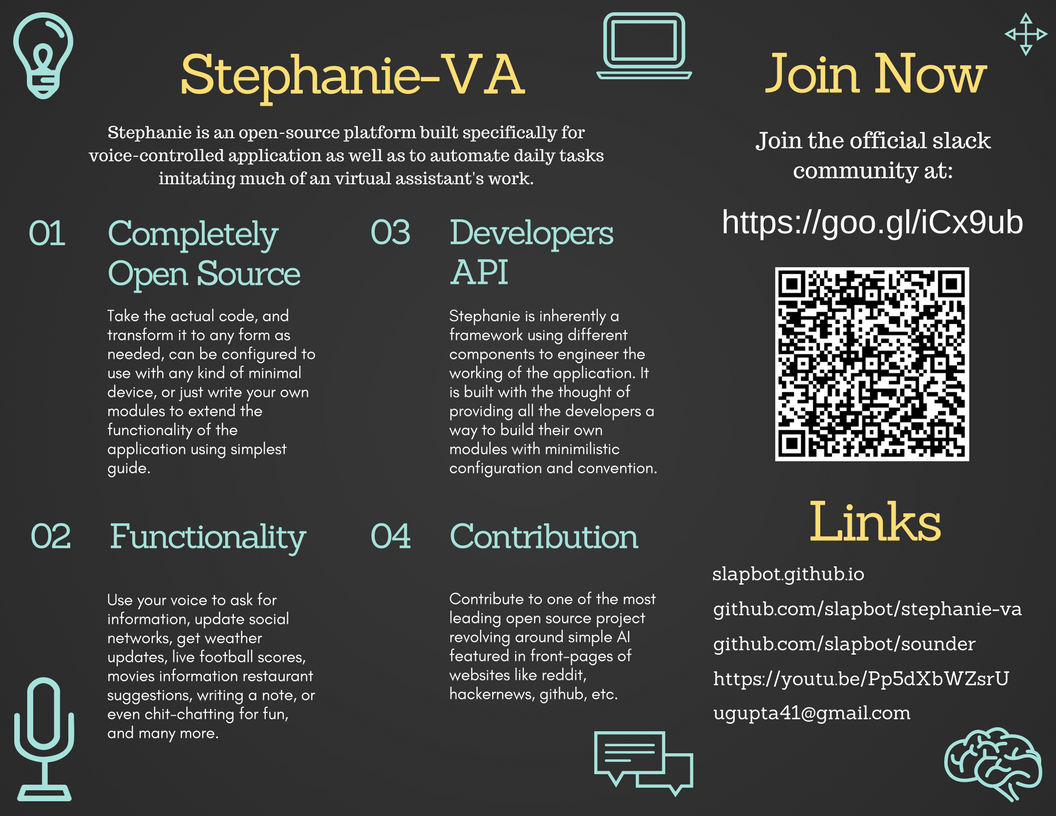 Stephanie-VA
Stephanie is an open-source platform built specifically for
voice-controlled application as well as to automate daily tasks
imitating much of an virtual assistant's work.
01
Completely
Open Source
Take the actual code, and
transform it to any form as
needed, can be configured to
use with any kind of minimal
device, or just write your own
modules to extend the
functionality of the
application using simplest
guide.
02
Functionality
Use your voice to ask for
information, update social
networks, get weather
updates, live football scores,
movies information restaurant
suggestions, writing a note, or
even chit-chatting for fun,
and many more.
03
Developers
API
Stephanie is inherently a
framework using different
components to engineer the
working of the application. It
is built with the thought of
providing all the developers a
way to build their own
modules with minimilistic
configuration and convention.
04
Contribution
Contribute to one of the most
leading open source project
revolving around simple AI
featured in front-pages of
websites like reddit,
hackernews, github, etc.
Join Now
Join the official slack
community at:
https://goo.gl/iCx9ub
Links
slapbot.github.io
github.com/slapbot/stephanie-va
github.com/slapbot/sounder
https://youtu.be/Pp5dXbWZsrU
ugupta41@gmail.com